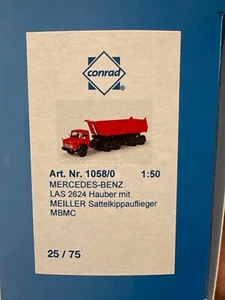 conrad
Art. Nr. 1058/0 1:50
MERCEDES-BENZ
LAS 2624 Hauber mit
MEILLER Sattelkippauflieger
MBMC
25 / 75